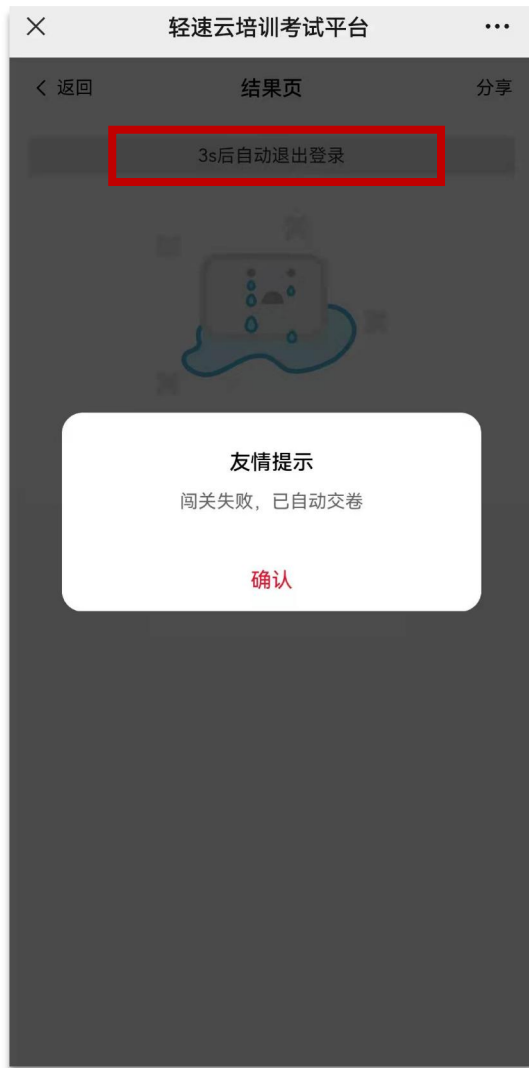 轻速云培训考试平台
返回
结果页
分享
3s后自动退出登录
友情提示
闯关失败，已自动交卷
确认